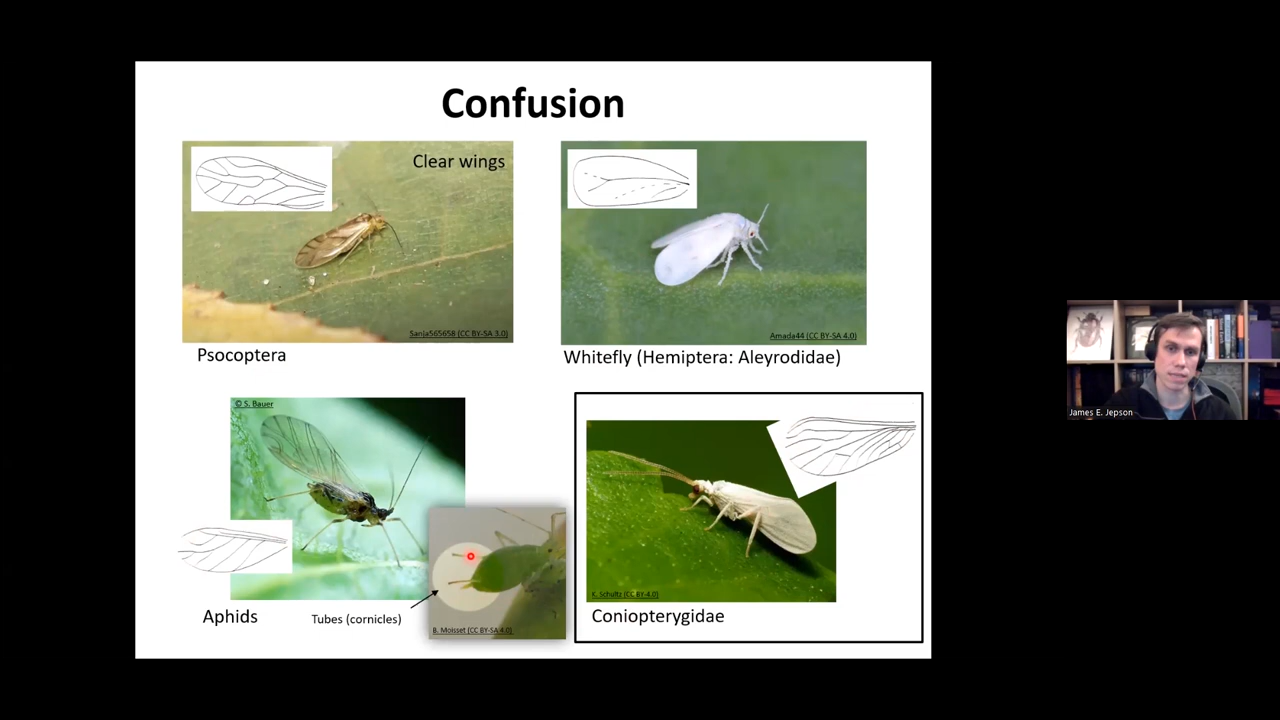 Confusion
Clear wings
Sanja565658 (CC BY-SA 3.0)
Psocoptera
Amada44 (CC BY-SA 4.0)
Whitefly (Hemiptera: Aleyrodidae)
© S. Bauer
Aphids
Tubes (cornicles)
B. Moisset (CC BY-SA 4.0)
K. Schultz (CC BY-4.0)
Coniopterygidae
James E. Jepson